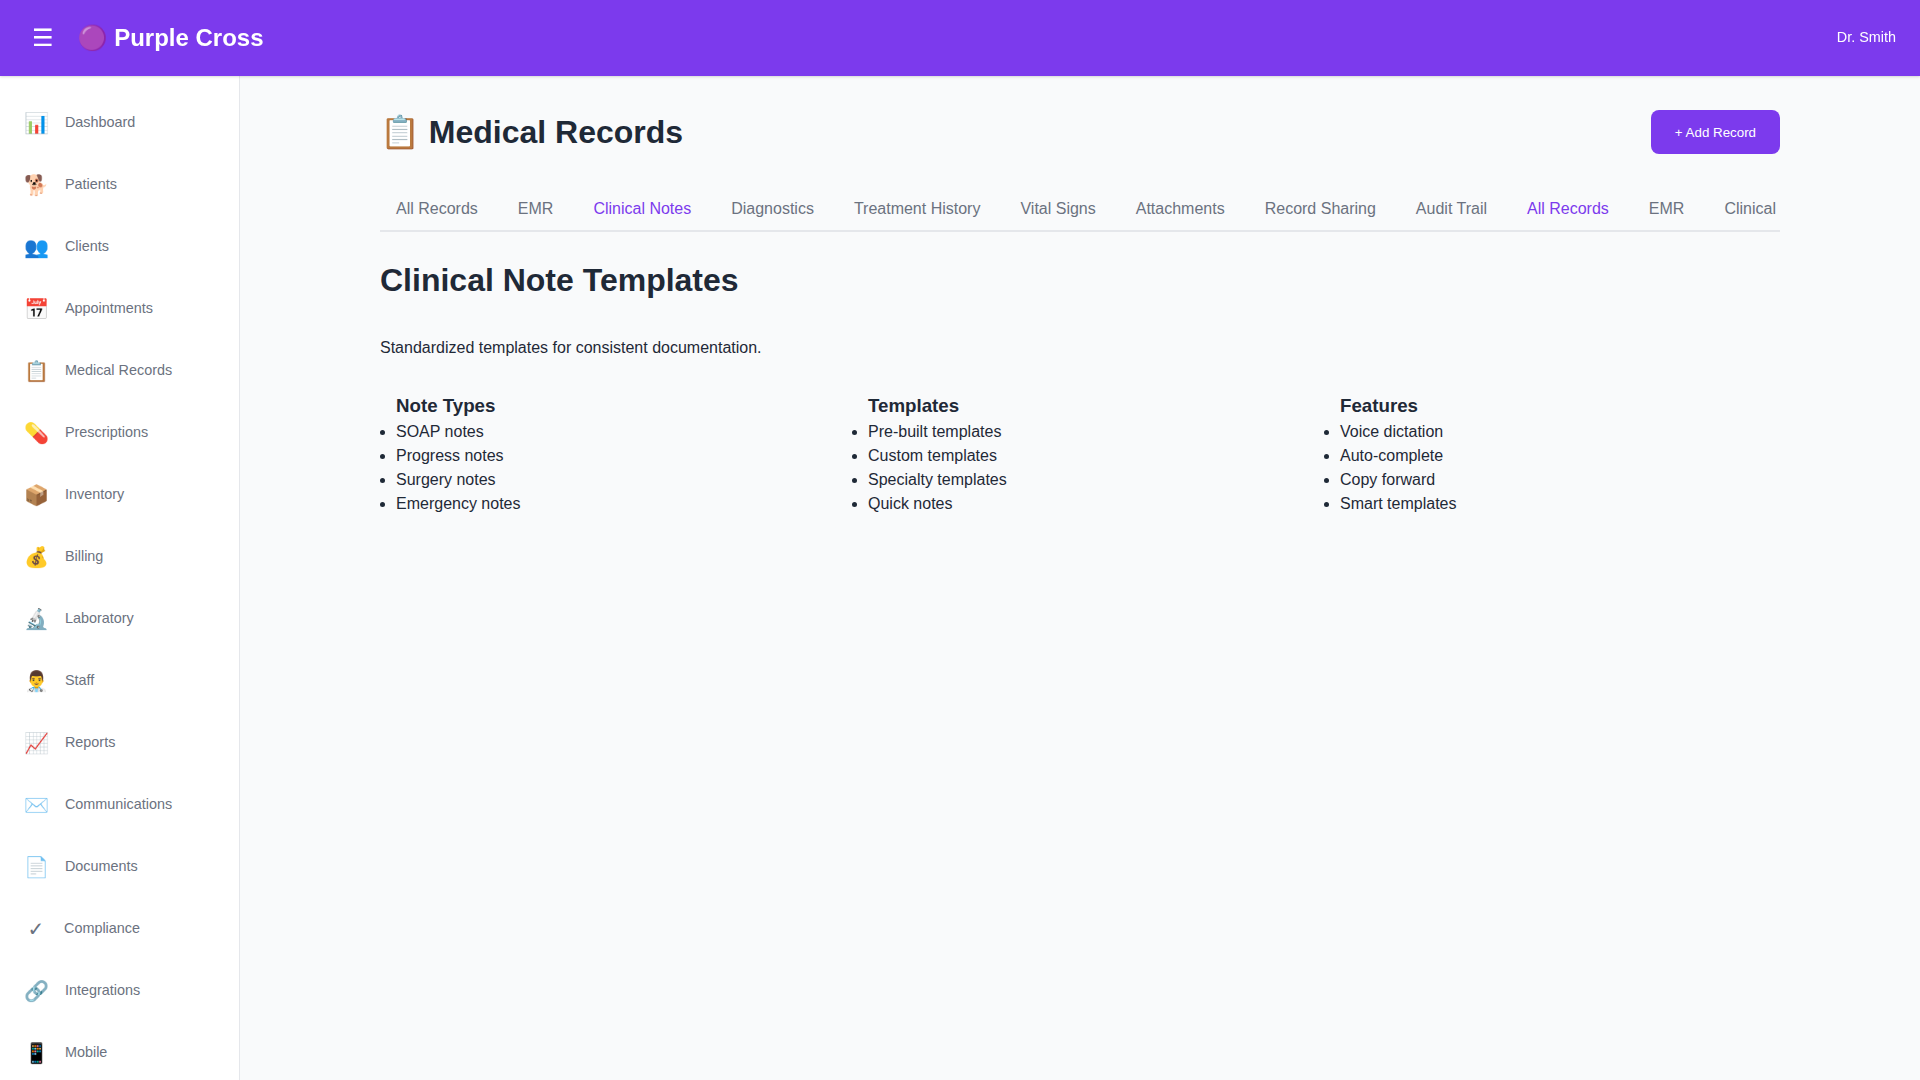 ☰ 🟣 Purple Cross
Dr. Smith
📊 Dashboard
🐕 Patients
👥 Clients
📅 Appointments
📋 Medical Records
💊 Prescriptions
📦 Inventory
💰 Billing
🔬 Laboratory
👨‍⚕️ Staff
📈 Reports
✉️ Communications
📄 Documents
✓ Compliance
🔗 Integrations
📱 Mobile
📋 Medical Records
+ Add Record
All Records EMR Clinical Notes Diagnostics Treatment History Vital Signs Attachments Record Sharing Audit Trail All Records EMR Clinical
Clinical Note Templates
Standardized templates for consistent documentation.
Note Types
• SOAP notes
• Progress notes
• Surgery notes
• Emergency notes
Templates
• Pre-built templates
• Custom templates
• Specialty templates
• Quick notes
Features
• Voice dictation
• Auto-complete
• Copy forward
• Smart templates